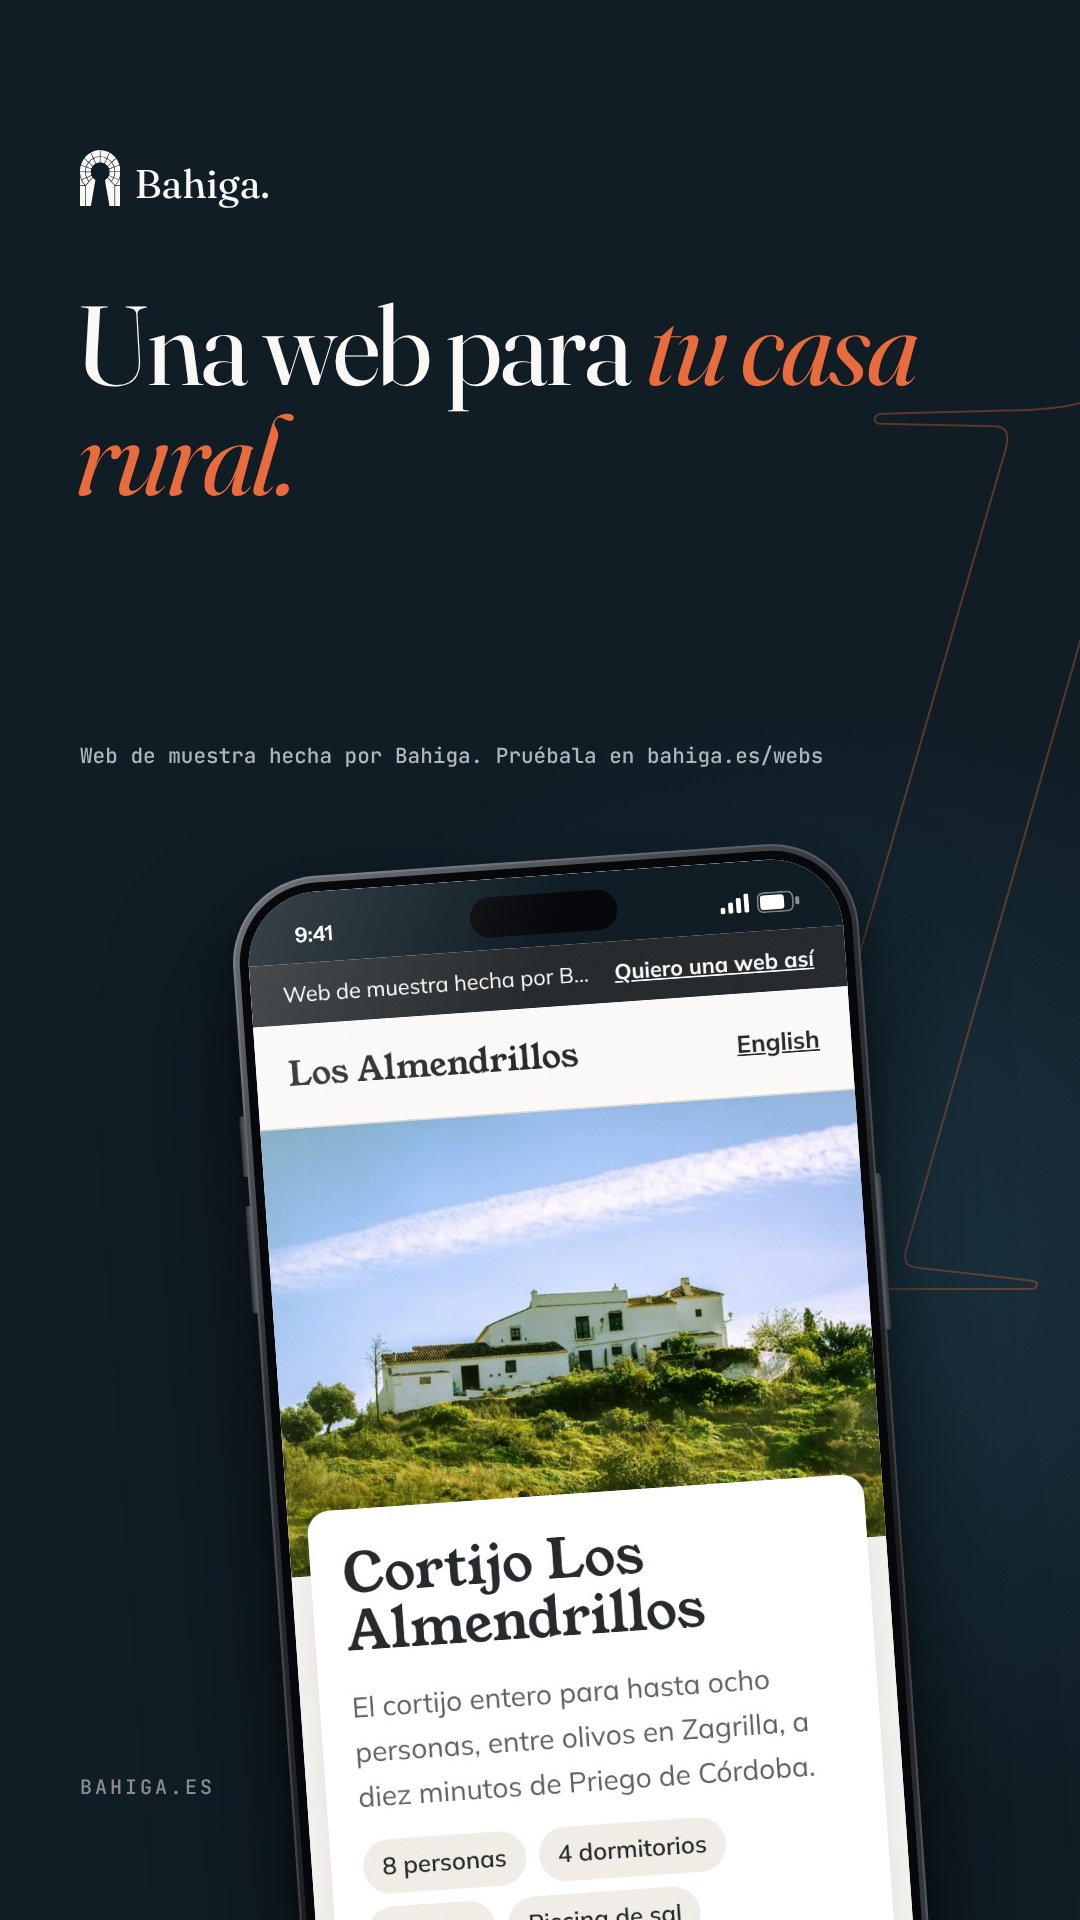 Bahiga.
Una web para tu casa
rural.
Web de muestra hecha por Bahiga. Pruébala en bahiga.es/webs
9:41
Web de muestra hecha por B... Quiero una web así
Los Almendrillos
English
Cortijo Los
Almendrillos
El cortijo entero para hasta ocho
personas, entre olivos en Zagrilla, a
diez minutos de Priego de Córdoba.
BAHIGA.ES
8 personas
4 dormitorios
Piscina de sal